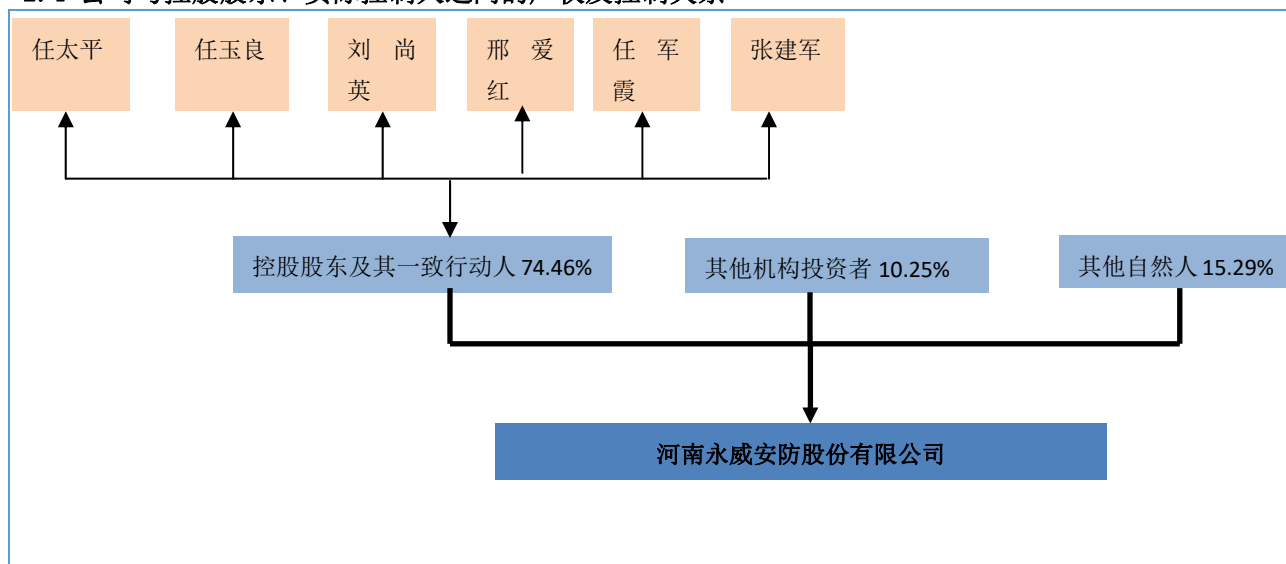 任太平
任玉良
刘 尚
英
邢 爱
红
任 军
霞
张建军
控股股东及其一致行动人 74.46%
其他机构投资者 10.25%
其他自然人 15.29%
河南永威安防股份有限公司